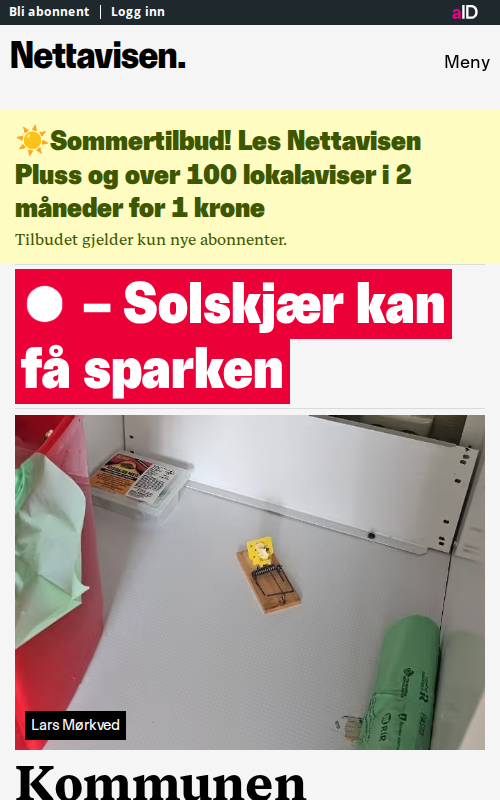 Bli abonnent | Logg inn
aID
Nettavisen.
Meny
☀️Sommertilbud! Les Nettavisen
Pluss og over 100 lokalaviser i 2
måneder for 1 krone
Tilbudet gjelder kun nye abonnenter.
– Solskjær kan
få sparken
Lars Mørkved
Kommunen